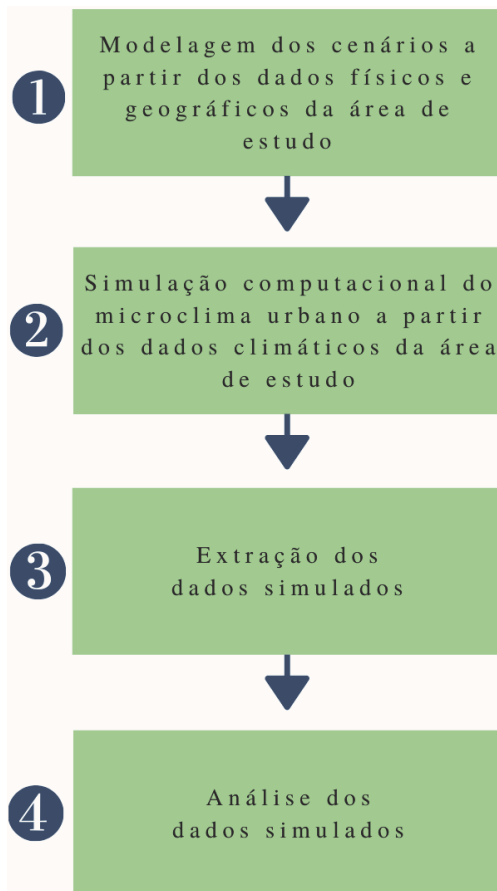 1
Modelagem dos cenários a
partir dos dados físicos e
geográficos da área de
estudo
2
Simulação computacional do
microclima urbano a partir
dos dados climáticos da área
de estudo
3
Extração dos
dados simulados
4
Análise dos
dados simulados